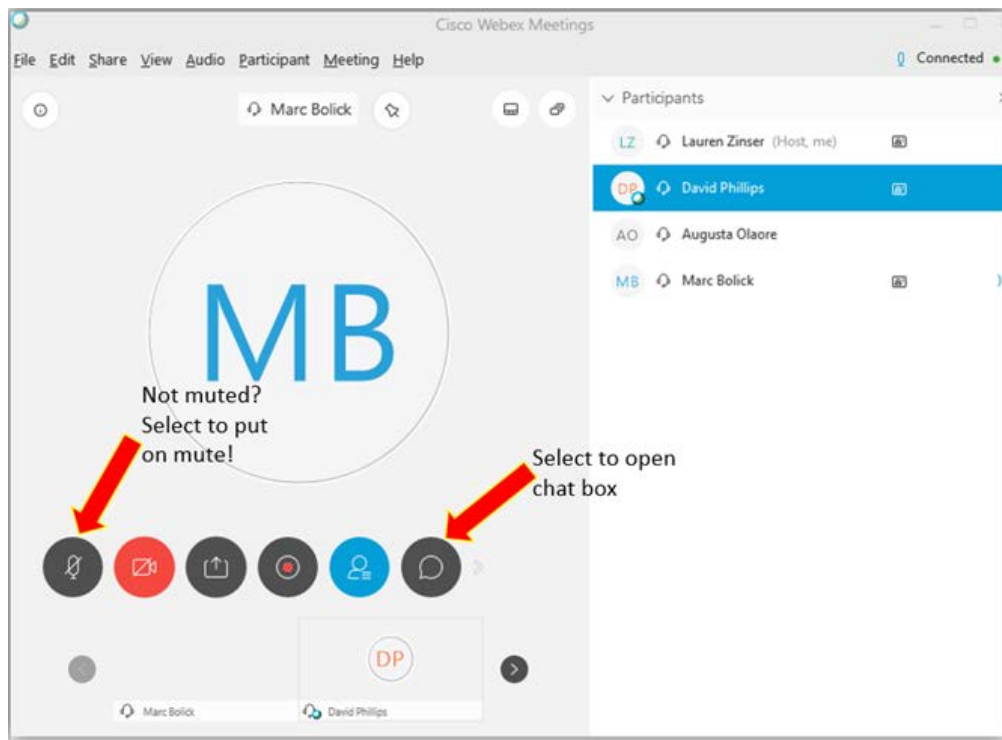 Cisco Webex Meetings
File Edit Share View Audio Participant Meeting Help
Connected
Marc Bolick
Participants
LZ Lauren Zinser (Host, me)
DP David Phillips
AO Augusta Olaore
MB Marc Bolick
MB
Not muted?
Select to put
on mute!
Select to open
chat box
DP
Marc Bolick
David Phillips